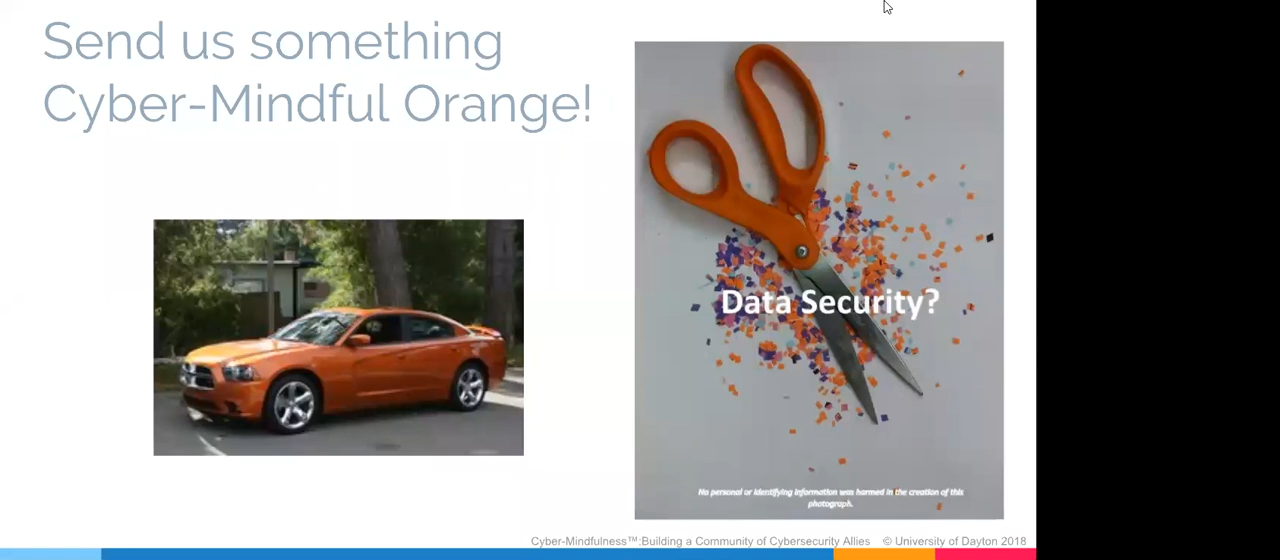 Send us something
Cyber-Mindful Orange!
Data Security?
No personal or identifying information was harmed in the creation of this
photograph.
Cyber-Mindfulness™:Building a Community of Cybersecurity Allies © University of Dayton 2018